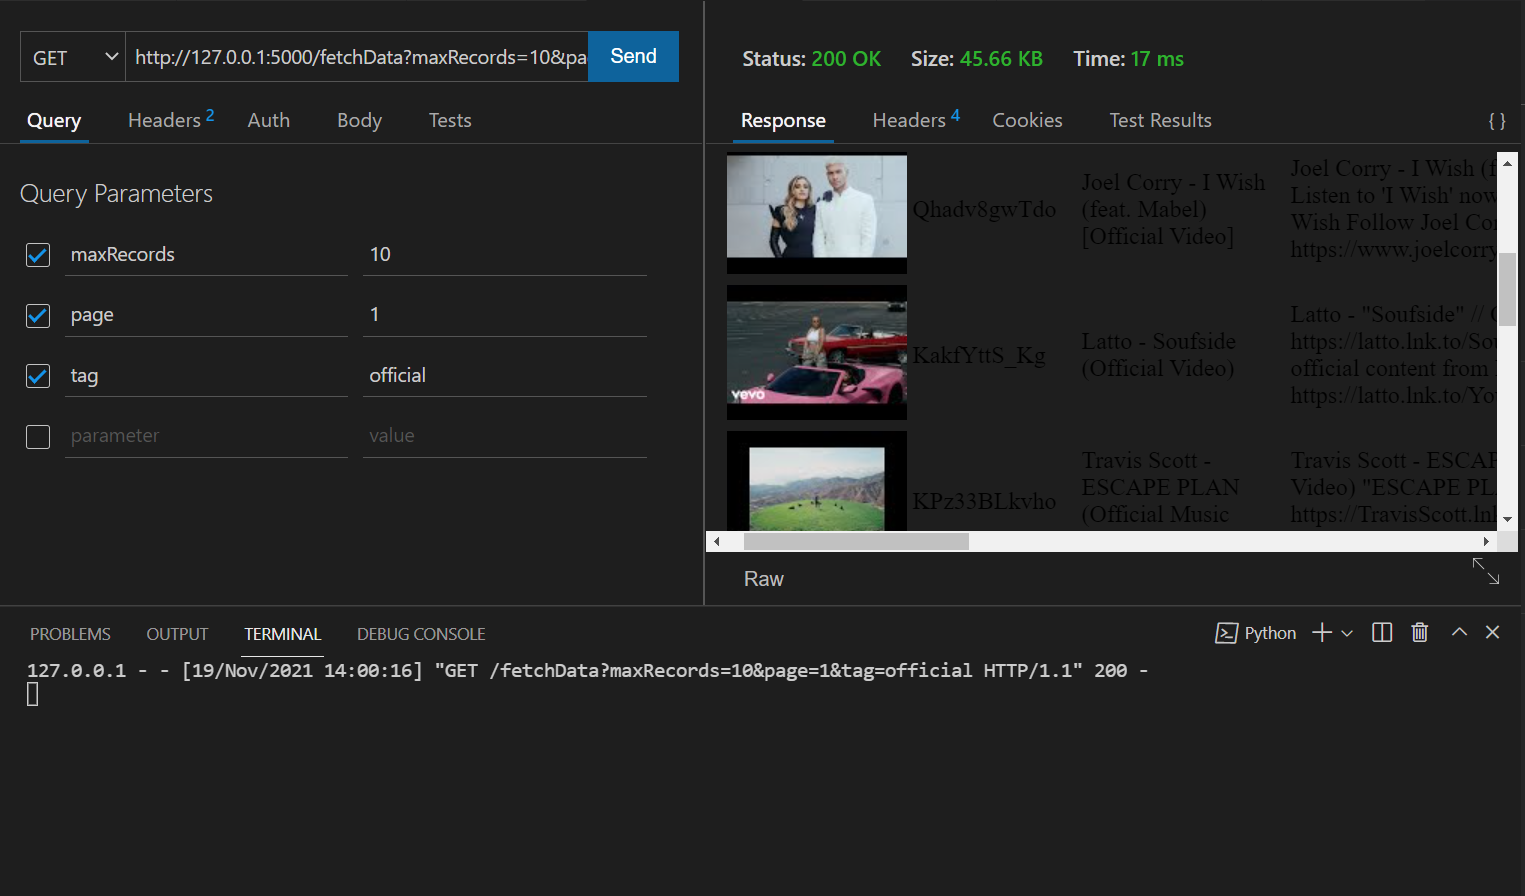 GET
http://127.0.0.1:5000/fetchData?maxRecords=10&pa
Send
Status: 200 OK
Size: 45.66 KB
Time: 17 ms
Query
Headers 2
Auth
Body
Tests
Response
Headers 4
Cookies
Test Results
{ }
Query Parameters
maxRecords
10
page
1
tag
official
parameter
value
Qhadv8gwTdo
Joel Corry - I Wish
(feat. Mabel)
[Official Video]
Joel Corry - I Wish (f
Listen to 'I Wish' now
Wish Follow Joel Cor
https://www.joelcorry
vevo
KakfYttS_Kg
Latto - Soufside
(Official Video)
Latto - "Soufside" // O
https://latto.lnk.to/Sou
official content from
https://latto.lnk.to/You
KPz33BLkvho
Travis Scott -
ESCAPE PLAN
(Official Music
Travis Scott - ESCAP
Video) "ESCAPE PLA
https://TravisScott.lnk
Raw
PROBLEMS
OUTPUT
TERMINAL
DEBUG CONSOLE
Python
127.0.0.1 - - [19/Nov/2021 14:00:16] "GET /fetchData?maxRecords=10&page=1&tag=official HTTP/1.1" 200 -